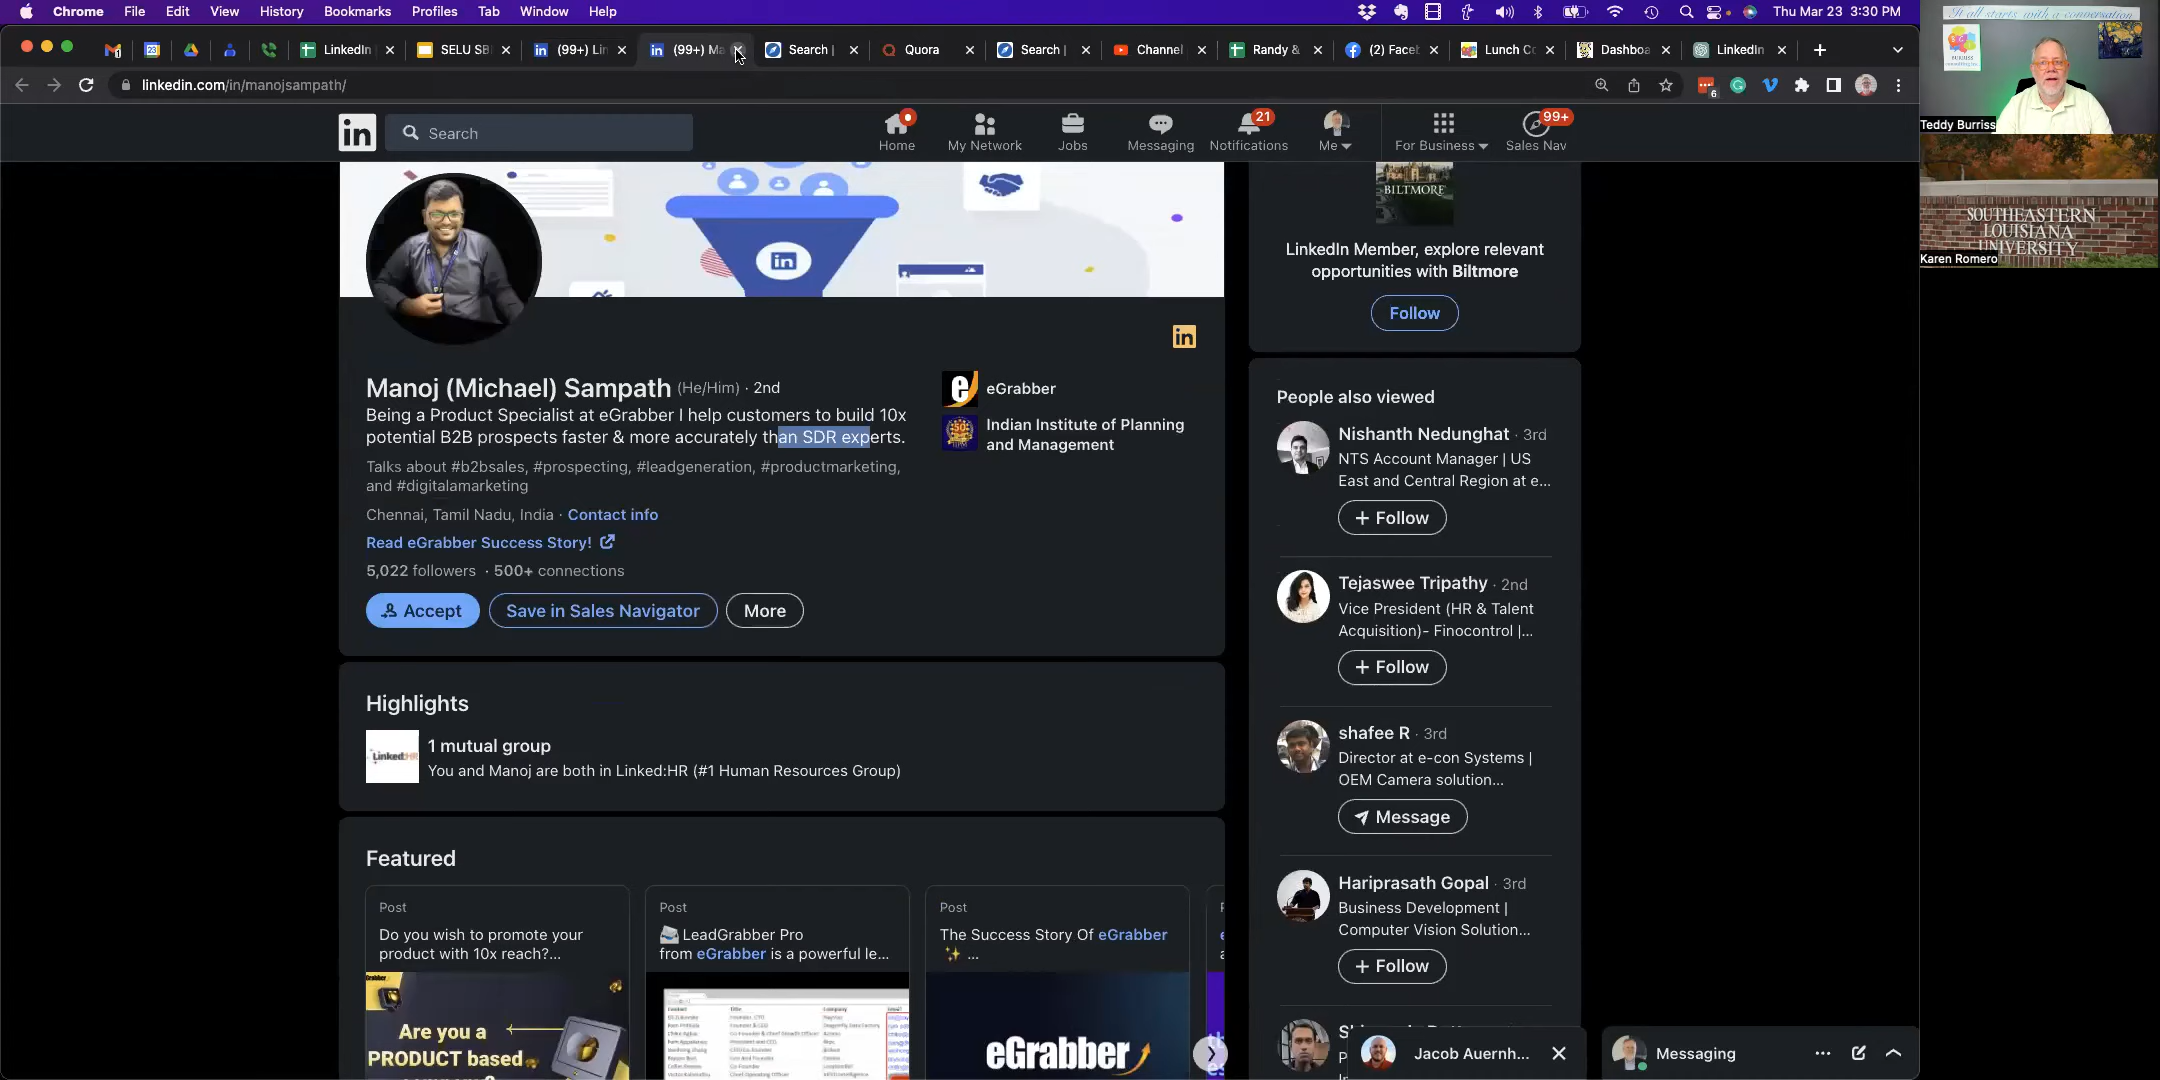 Chrome File Edit View History Bookmarks Profiles Tab Window Help
Thu Mar 23 3:30 PM
LinkedIn
SELU SB
(99+) Lin
(99+) Ma
Search |
Quora
Search |
Channel
Randy &
(2) Faceb
Lunch Co
Dashboa
LinkedIn
linkedin.com/in/manojsampath/
6
Search
Home
My Network
Jobs
Messaging
21
Notifications
Me
For Business
99+
Sales Nav
It all starts with a conversation
BURRISS
Teddy Burriss
SOUTHEASTERN
LOUISIANA
UNIVERSITY
Karen Romero
Manoj (Michael) Sampath (He/Him) · 2nd
Being a Product Specialist at eGrabber I help customers to build 10x
potential B2B prospects faster & more accurately than SDR experts.
Talks about #b2bsales, #prospecting, #leadgeneration, #productmarketing,
and #digitalamarketing
Chennai, Tamil Nadu, India · Contact info
Read eGrabber Success Story!
5,022 followers · 500+ connections
Accept
Save in Sales Navigator
More
eGrabber
Indian Institute of Planning
and Management
Highlights
Linked:HR
1 mutual group
You and Manoj are both in Linked:HR (#1 Human Resources Group)
Featured
Post
Do you wish to promote your
product with 10x reach?...
Are you a
PRODUCT based
Post
LeadGrabber Pro
from eGrabber is a powerful le...
Post
The Success Story Of eGrabber
✨ ...
eGrabber
BILTMORE
LinkedIn Member, explore relevant
opportunities with Biltmore
Follow
People also viewed
Nishanth Nedunghat · 3rd
NTS Account Manager | US
East and Central Region at e...
+ Follow
Tejaswee Tripathy · 2nd
Vice President (HR & Talent
Acquisition)- Finocontrol |...
+ Follow
shafee R · 3rd
Director at e-con Systems |
OEM Camera solution...
Message
Hariprasath Gopal · 3rd
Business Development |
Computer Vision Solution...
+ Follow
Jacob Auernh...
Messaging